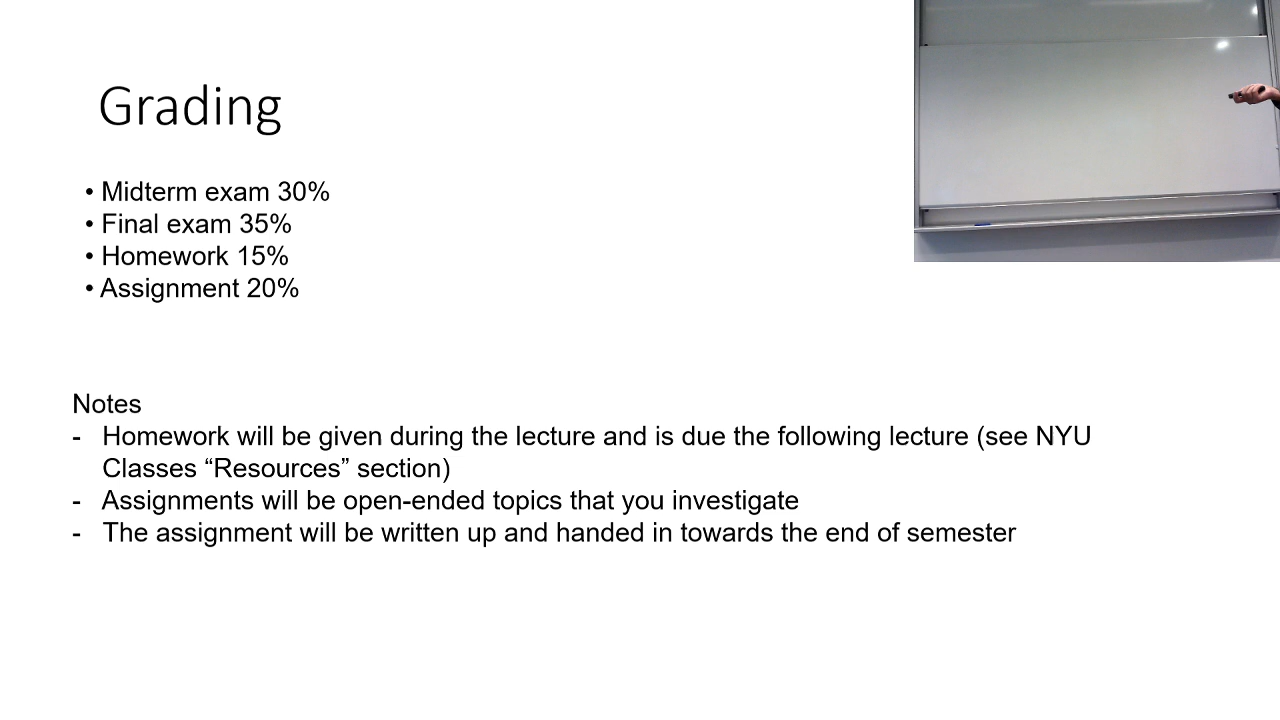 Grading
• Midterm exam 30%
• Final exam 35%
• Homework 15%
• Assignment 20%
Notes
- Homework will be given during the lecture and is due the following lecture (see NYU
Classes “Resources” section)
- Assignments will be open-ended topics that you investigate
- The assignment will be written up and handed in towards the end of semester